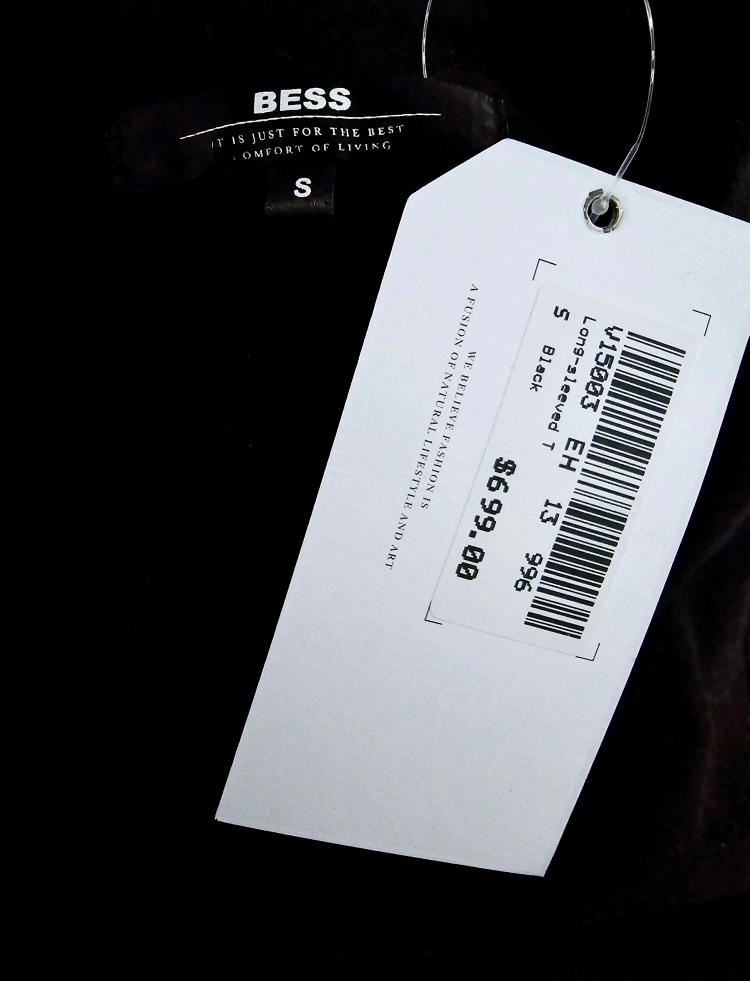 BESS
IT IS JUST FOR THE BEST
COMFORT OF LIVING
S
WE BELIEVE FASHION IS
A FUSION OF NATURAL LIFESTYLE AND ART
V15003 EH 13 996
Long-sleeved T
S Black
$699.00